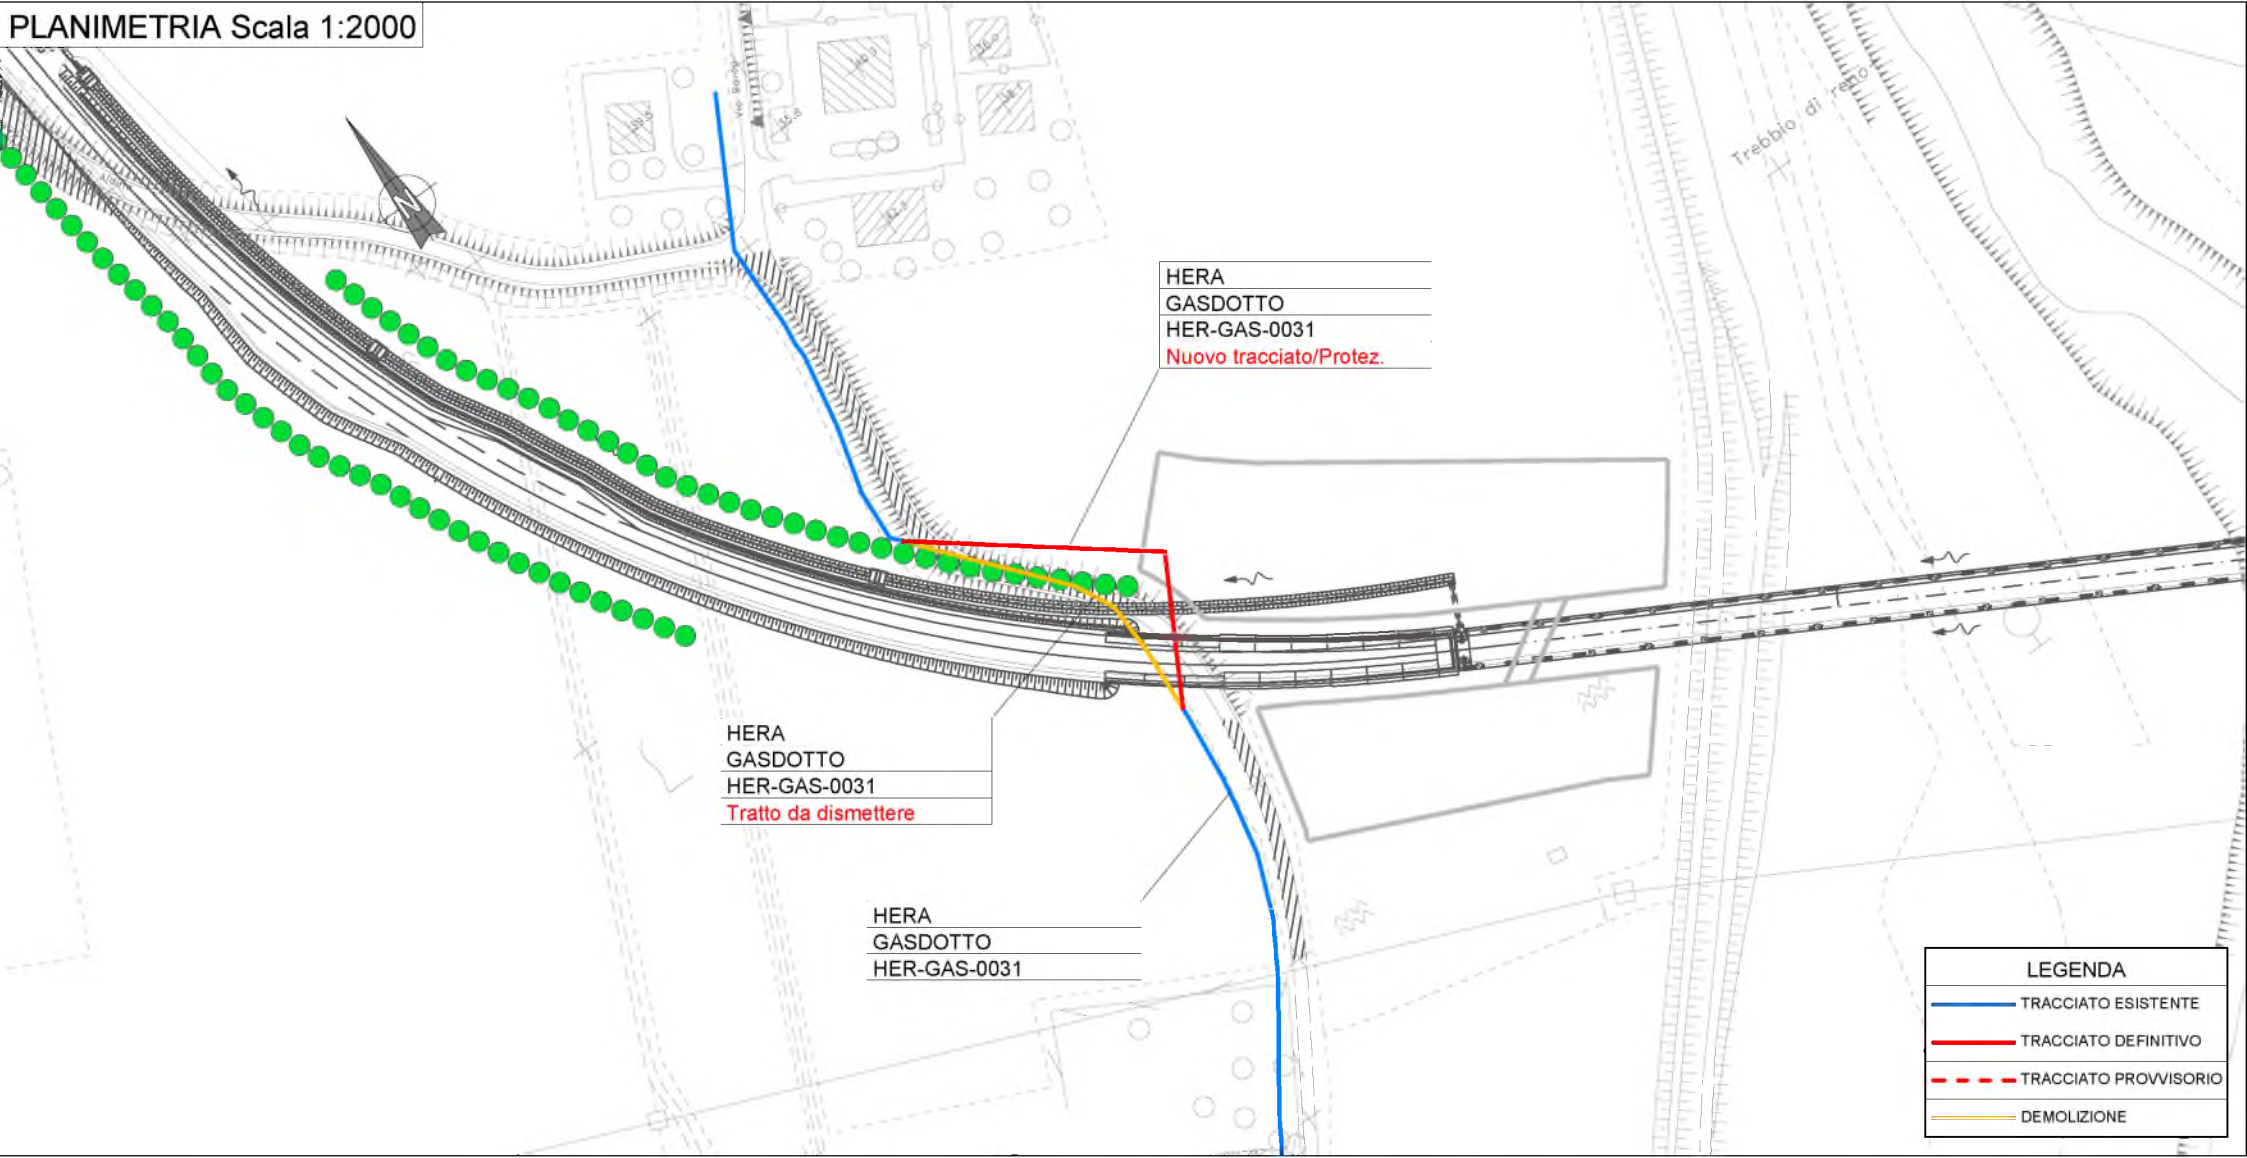 PLANIMETRIA Scala 1:2000
Trebbio di reno
N
HERA
GASDOTTO
HER-GAS-0031
Nuovo tracciato/Protez.
HERA
GASDOTTO
HER-GAS-0031
Tratto da dismettere
HERA
GASDOTTO
HER-GAS-0031
LEGENDA
TRACCIATO ESISTENTE
TRACCIATO DEFINITIVO
TRACCIATO PROVVISORIO
DEMOLIZIONE